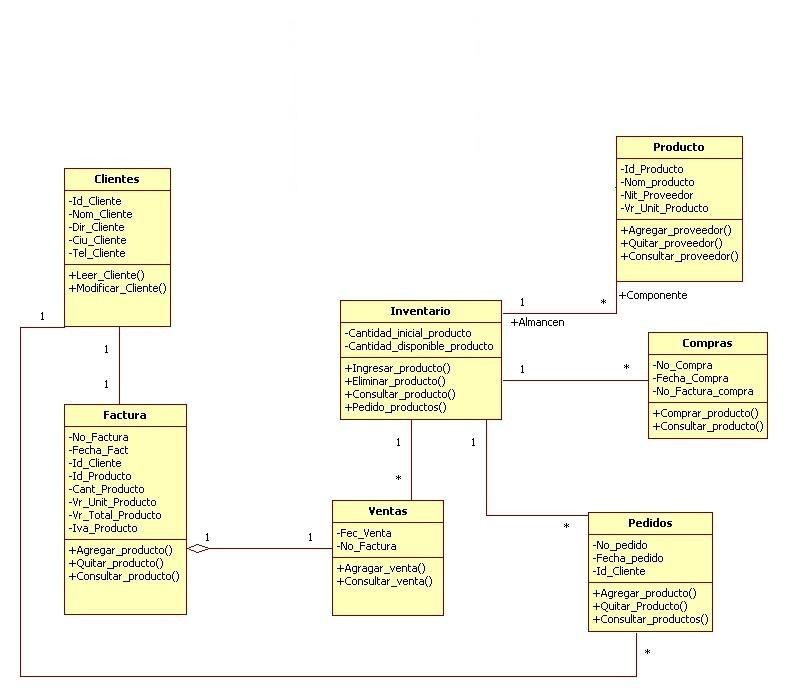 Producto
-Id_Producto
-Nom_producto
-Nit_Proveedor
-Vr_Unit_Producto
+Agregar_proveedor()
+Quitar_proveedor()
+Consultar_proveedor()
Clientes
-Id_Cliente
-Nom_Cliente
-Dir_Cliente
-Ciu_Cliente
-Tel_Cliente
+Leer_Cliente()
+Modificar_Cliente()
1
1
1
Inventario
-Cantidad_inicial_producto
-Cantidad_disponible_producto
+Ingresar_producto()
+Eliminar_producto()
+Consultar_producto()
+Pedido_productos()
1
*
+Componente
+Almancen
Compras
-No_Compra
-Fecha_Compra
-No_Factura_compra
+Comprar_producto()
+Consultar_producto()
1
*
Factura
-No_Factura
-Fecha_Fact
-Id_Cliente
-Id_Producto
-Cant_Producto
-Vr_Unit_Producto
-Vr_Total_Producto
-Iva_Producto
+Agregar_producto()
+Quitar_producto()
+Consultar_producto()
1
1
1
*
1
*
Ventas
-Fec_Venta
-No_Factura
+Agragar_venta()
+Consultar_venta()
Pedidos
-No_pedido
-Fecha_pedido
-Id_Cliente
+Agregar_producto()
+Quitar_Producto()
+Consultar_productos()
*